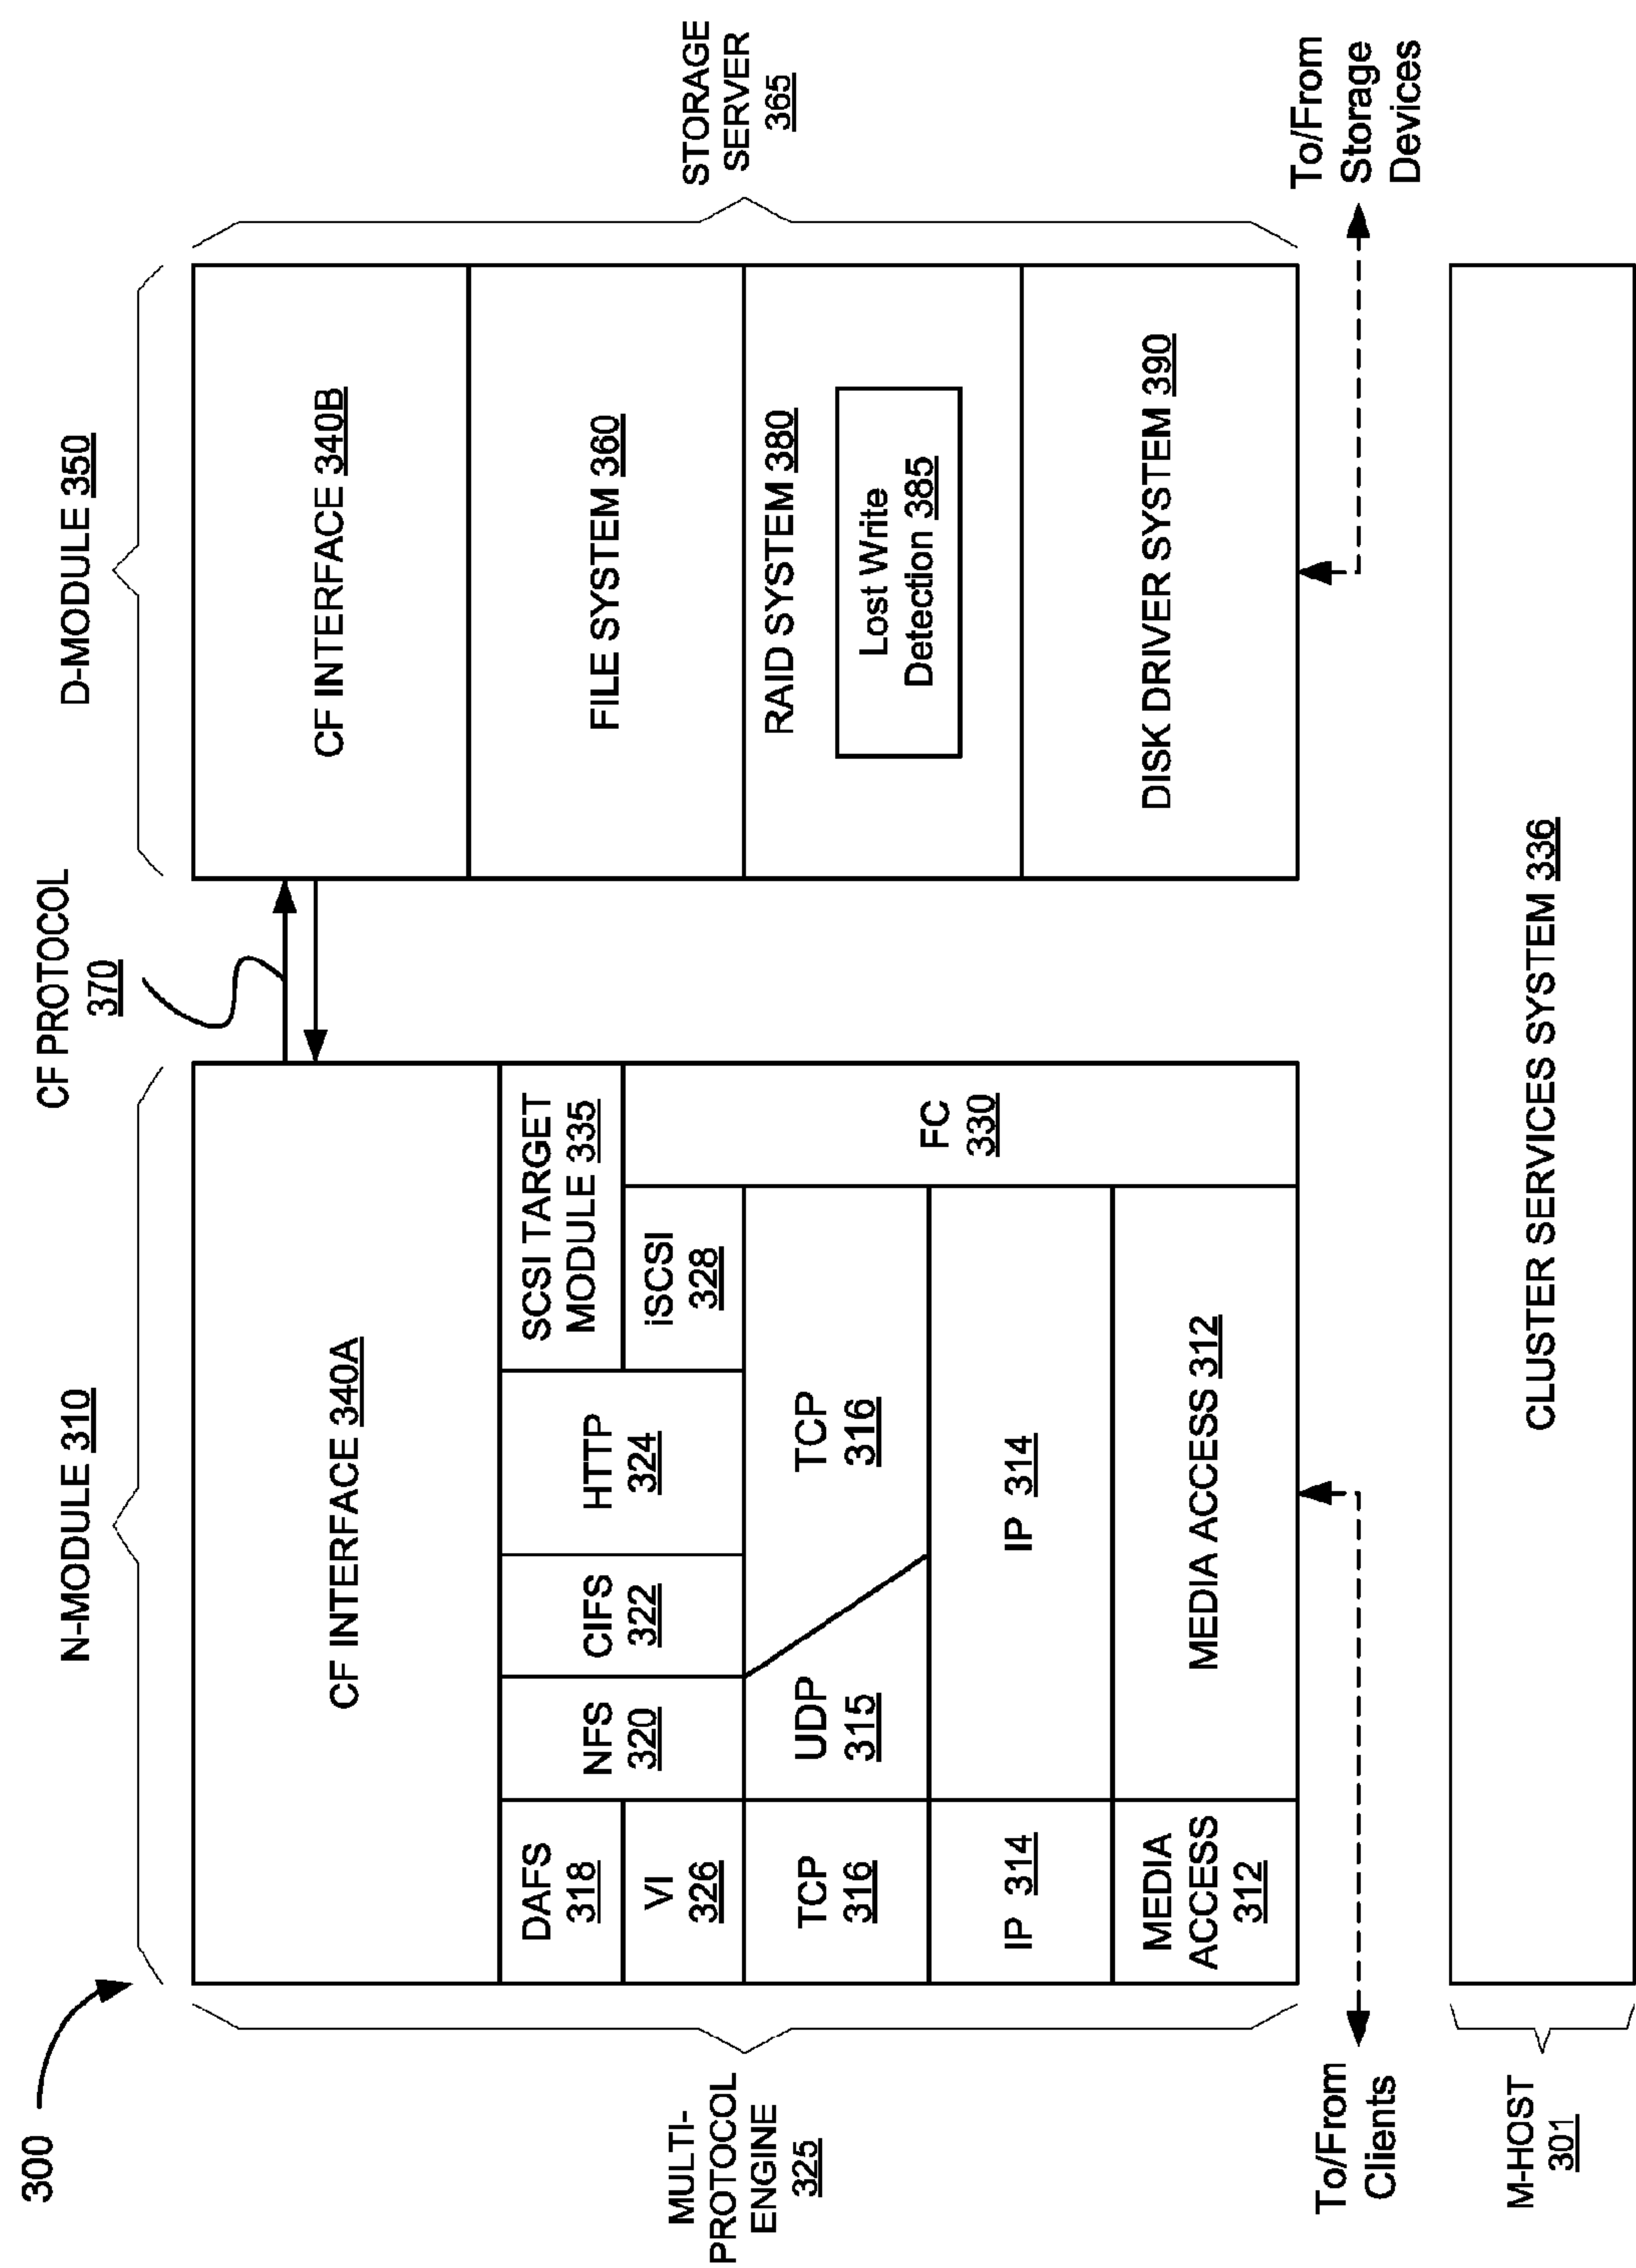 300
N-MODULE 310
CF PROTOCOL
370
D-MODULE 350
MULTI-
PROTOCOL
ENGINE
325
CF INTERFACE 340A
DAFS
318
VI
326
NFS
320
CIFS
322
HTTP
324
SCSI TARGET
MODULE 335
iSCSI
328
FC
330
TCP
316
UDP
315
TCP
316
IP 314
IP 314
MEDIA
ACCESS
312
MEDIA ACCESS 312
CF INTERFACE 340B
FILE SYSTEM 360
RAID SYSTEM 380
Lost Write
Detection 385
DISK DRIVER SYSTEM 390
STORAGE
SERVER
365
To/From
Clients
To/From
Storage
Devices
M-HOST
301
CLUSTER SERVICES SYSTEM 336